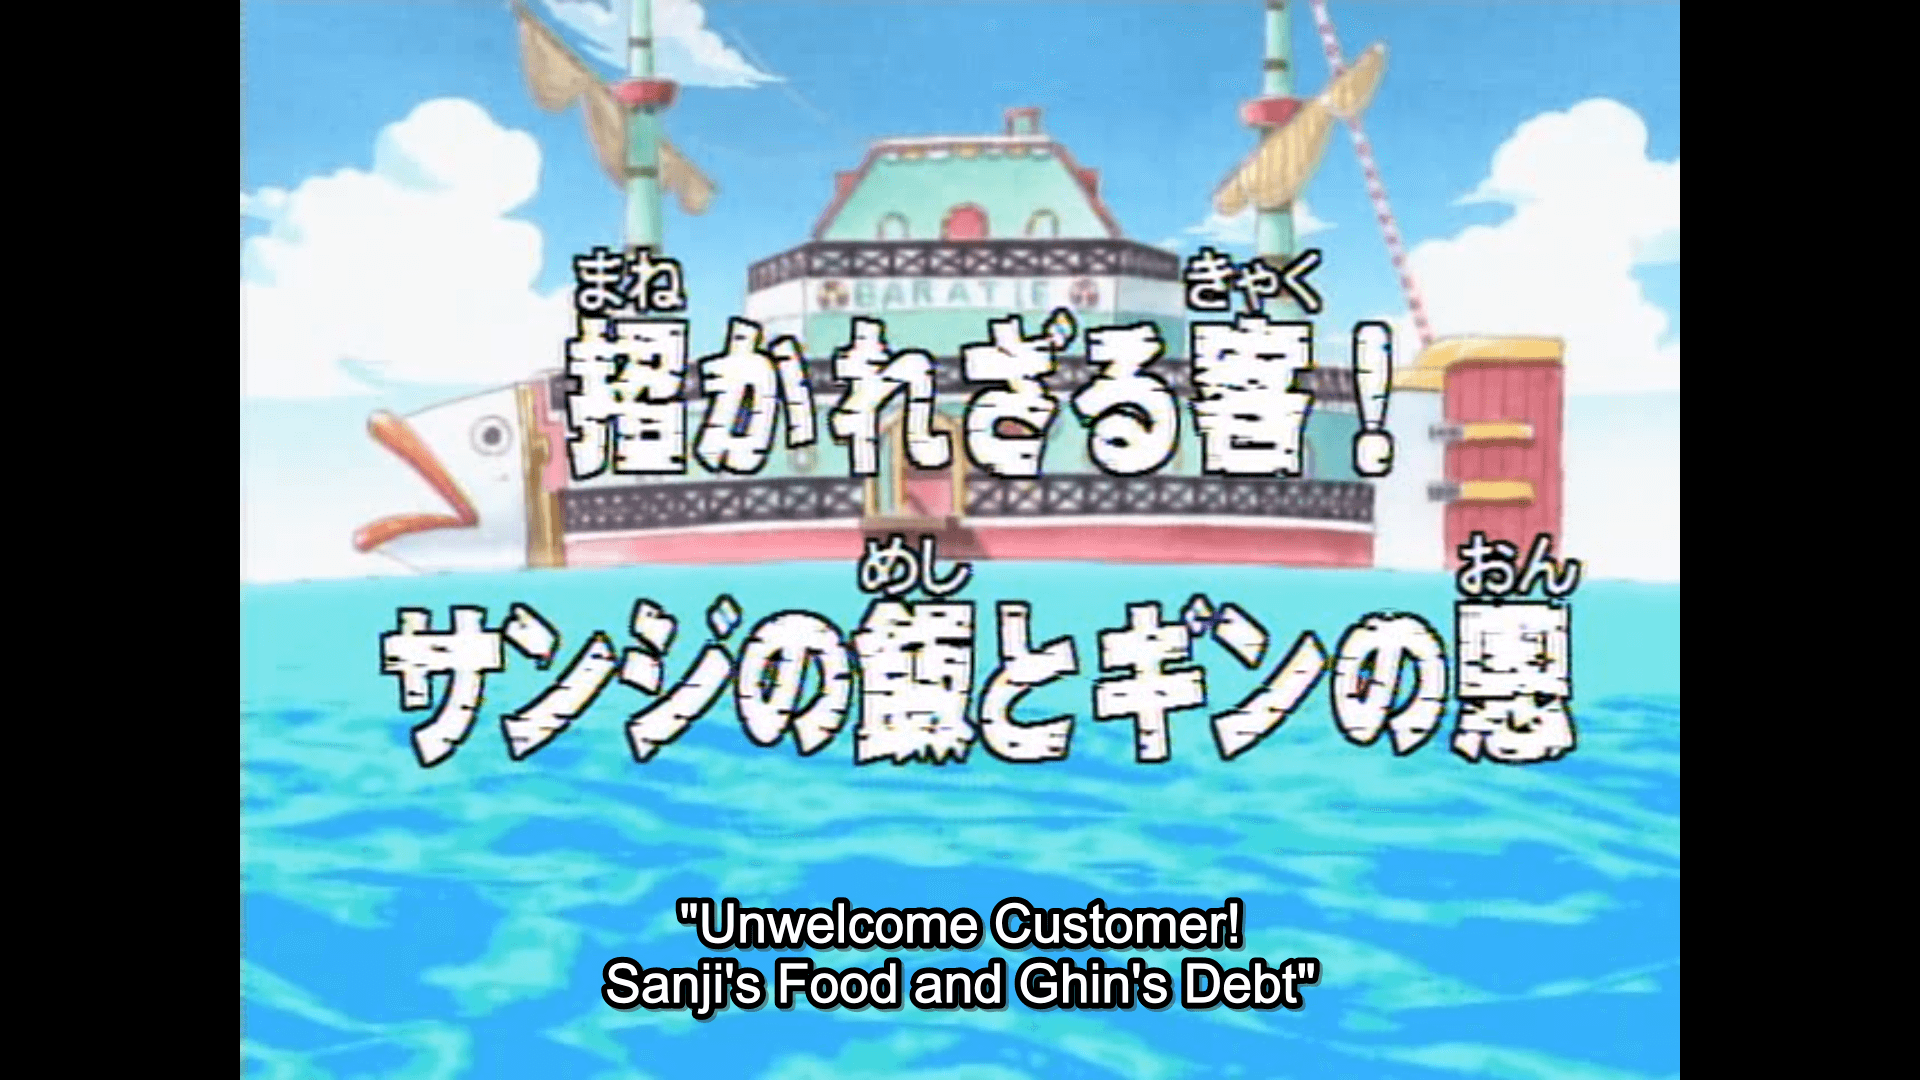 BARATIE
まね きゃく
招かれざる客!
めし おん
サンジの飯とギンの恩
"Unwelcome Customer!
Sanji's Food and Ghin's Debt"